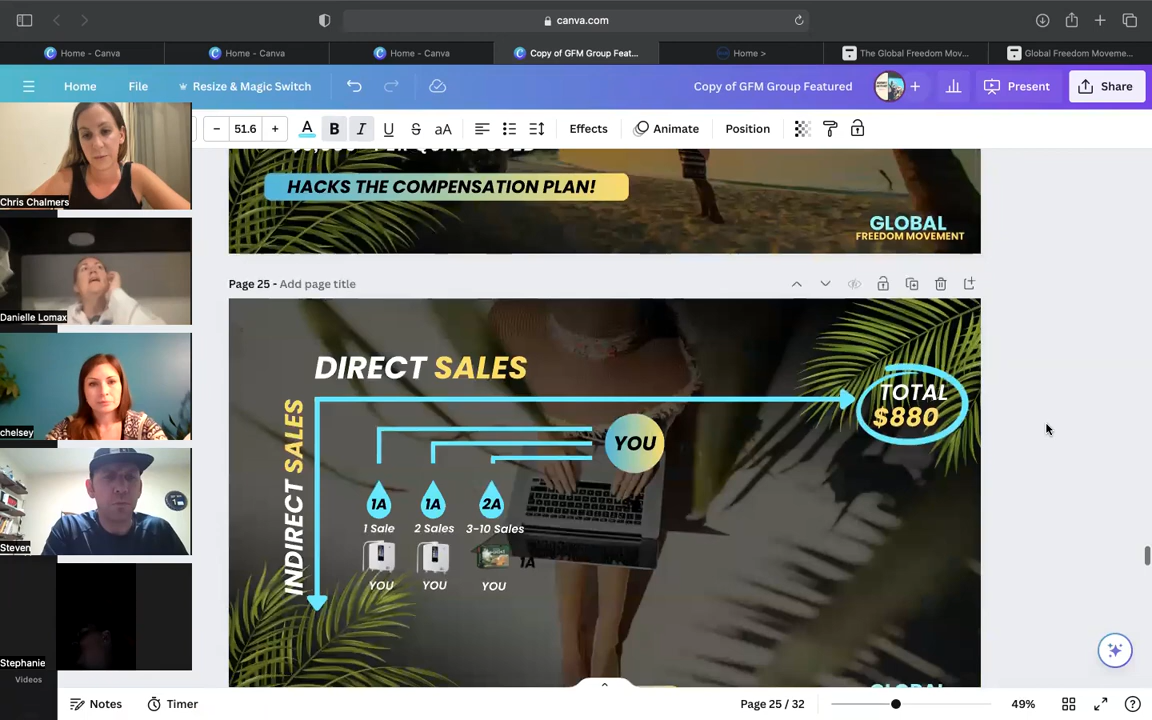 canva.com
Home - Canva
Home - Canva
Home - Canva
Copy of GFM Group Feat...
Home >
The Global Freedom Mov...
Global Freedom Moveme...
Home
File
Resize & Magic Switch
Copy of GFM Group Featured
Present
Share
51.6
A B I U S aA
Effects
Animate
Position
HACKS THE COMPENSATION PLAN!
GLOBAL
FREEDOM MOVEMENT
Page 25 - Add page title
DIRECT SALES
INDIRECT SALES
TOTAL
$880
YOU
1A 1A 2A
1 Sale 2 Sales 3-10 Sales
1A
YOU YOU YOU
Chris Chalmers
Danielle Lomax
chelsey
Steven
Stephanie
Videos
Notes
Timer
Page 25 / 32
49%